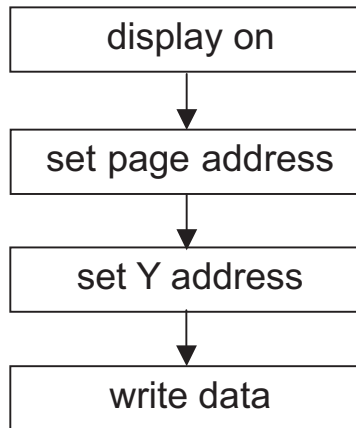 display on
set page address
set Y address
write data